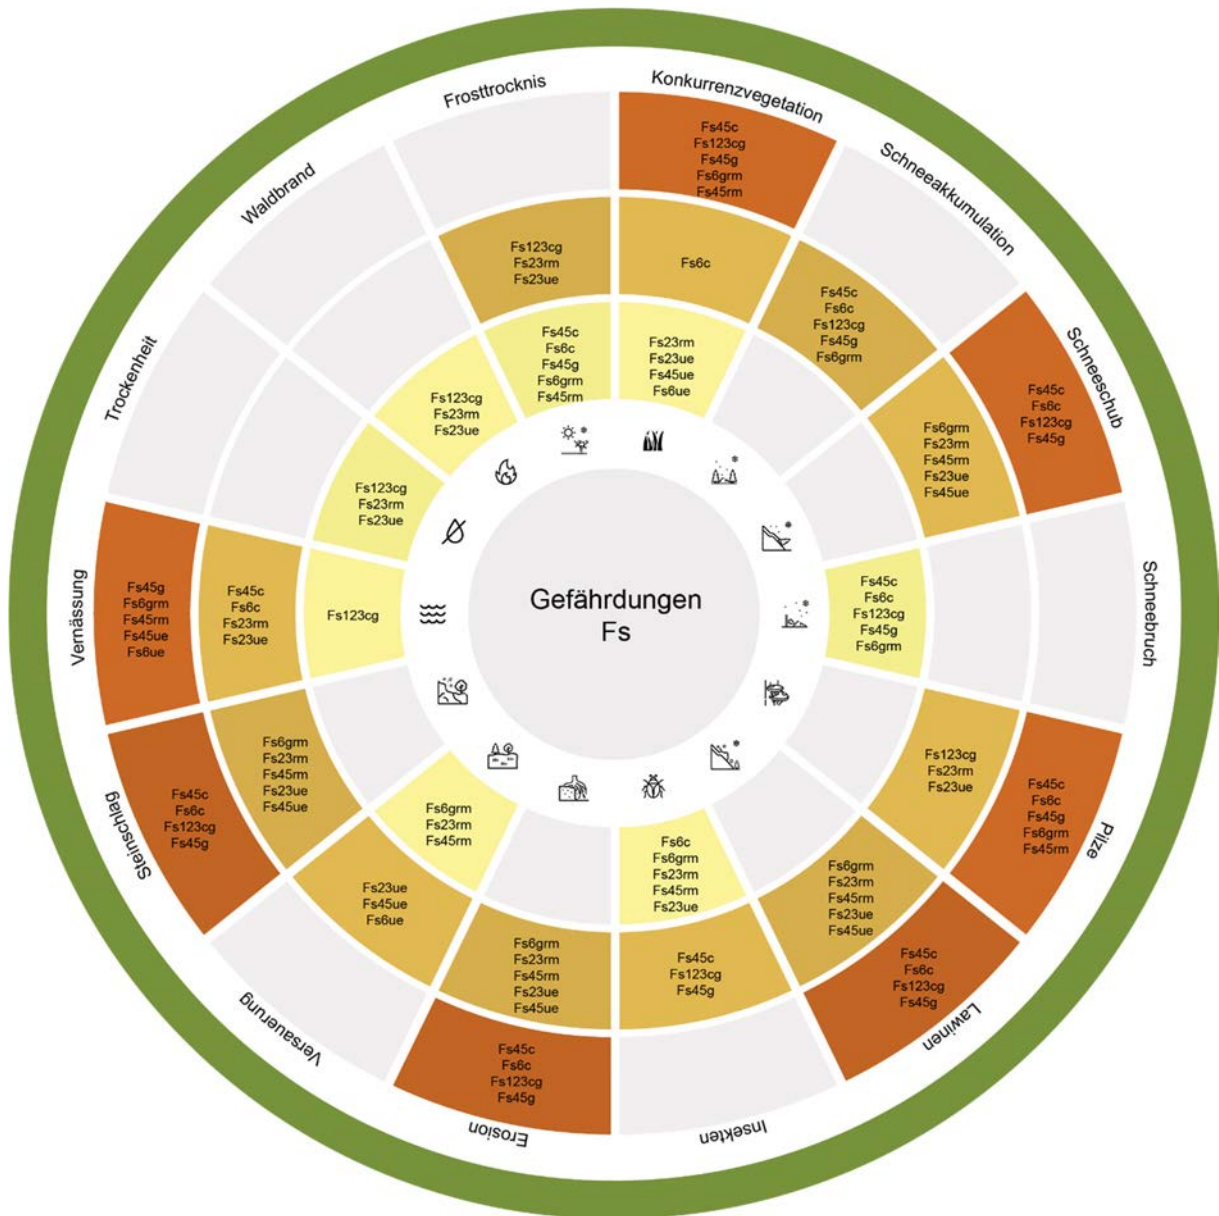 Gefährdungen
Fs
Konkurrenzvegetation
Fs45c
Fs123cg
Fs45g
Fs6grm
Fs45rm
Fs6c
Fs23rm
Fs23ue
Fs45ue
Fs6ue
Schneeakkumulation
Fs45c
Fs6c
Fs123cg
Fs45g
Fs6grm
Schneeschub
Fs45c
Fs6c
Fs123cg
Fs45g
Fs6grm
Fs23rm
Fs45rm
Fs23ue
Fs45ue
Schneebruch
Fs45c
Fs6c
Fs123cg
Fs45g
Fs6grm
Pilze
Fs45c
Fs6c
Fs45g
Fs6grm
Fs45rm
Fs123cg
Fs23rm
Fs23ue
Lawinen
Fs45c
Fs6c
Fs123cg
Fs45g
Fs6grm
Fs23rm
Fs45rm
Fs23ue
Fs45ue
Insekten
Fs45c
Fs123cg
Fs45g
Fs6c
Fs6grm
Fs23rm
Fs45rm
Fs23ue
Erosion
Fs45c
Fs6c
Fs123cg
Fs45g
Fs6grm
Fs23rm
Fs45rm
Fs23ue
Fs45ue
Versauerung
Fs23ue
Fs45ue
Fs6ue
Fs6grm
Fs23rm
Fs45rm
Steinschlag
Fs45c
Fs6c
Fs123cg
Fs45g
Fs6grm
Fs23rm
Fs45rm
Fs23ue
Fs45ue
Vernässung
Fs45g
Fs6grm
Fs45rm
Fs45ue
Fs6ue
Fs45c
Fs6c
Fs23rm
Fs23ue
Fs123cg
Trockenheit
Fs123cg
Fs23rm
Fs23ue
Waldbrand
Fs123cg
Fs23rm
Fs23ue
Frosttrocknis
Fs123cg
Fs23rm
Fs23ue
Fs45c
Fs6c
Fs45g
Fs6grm
Fs45rm